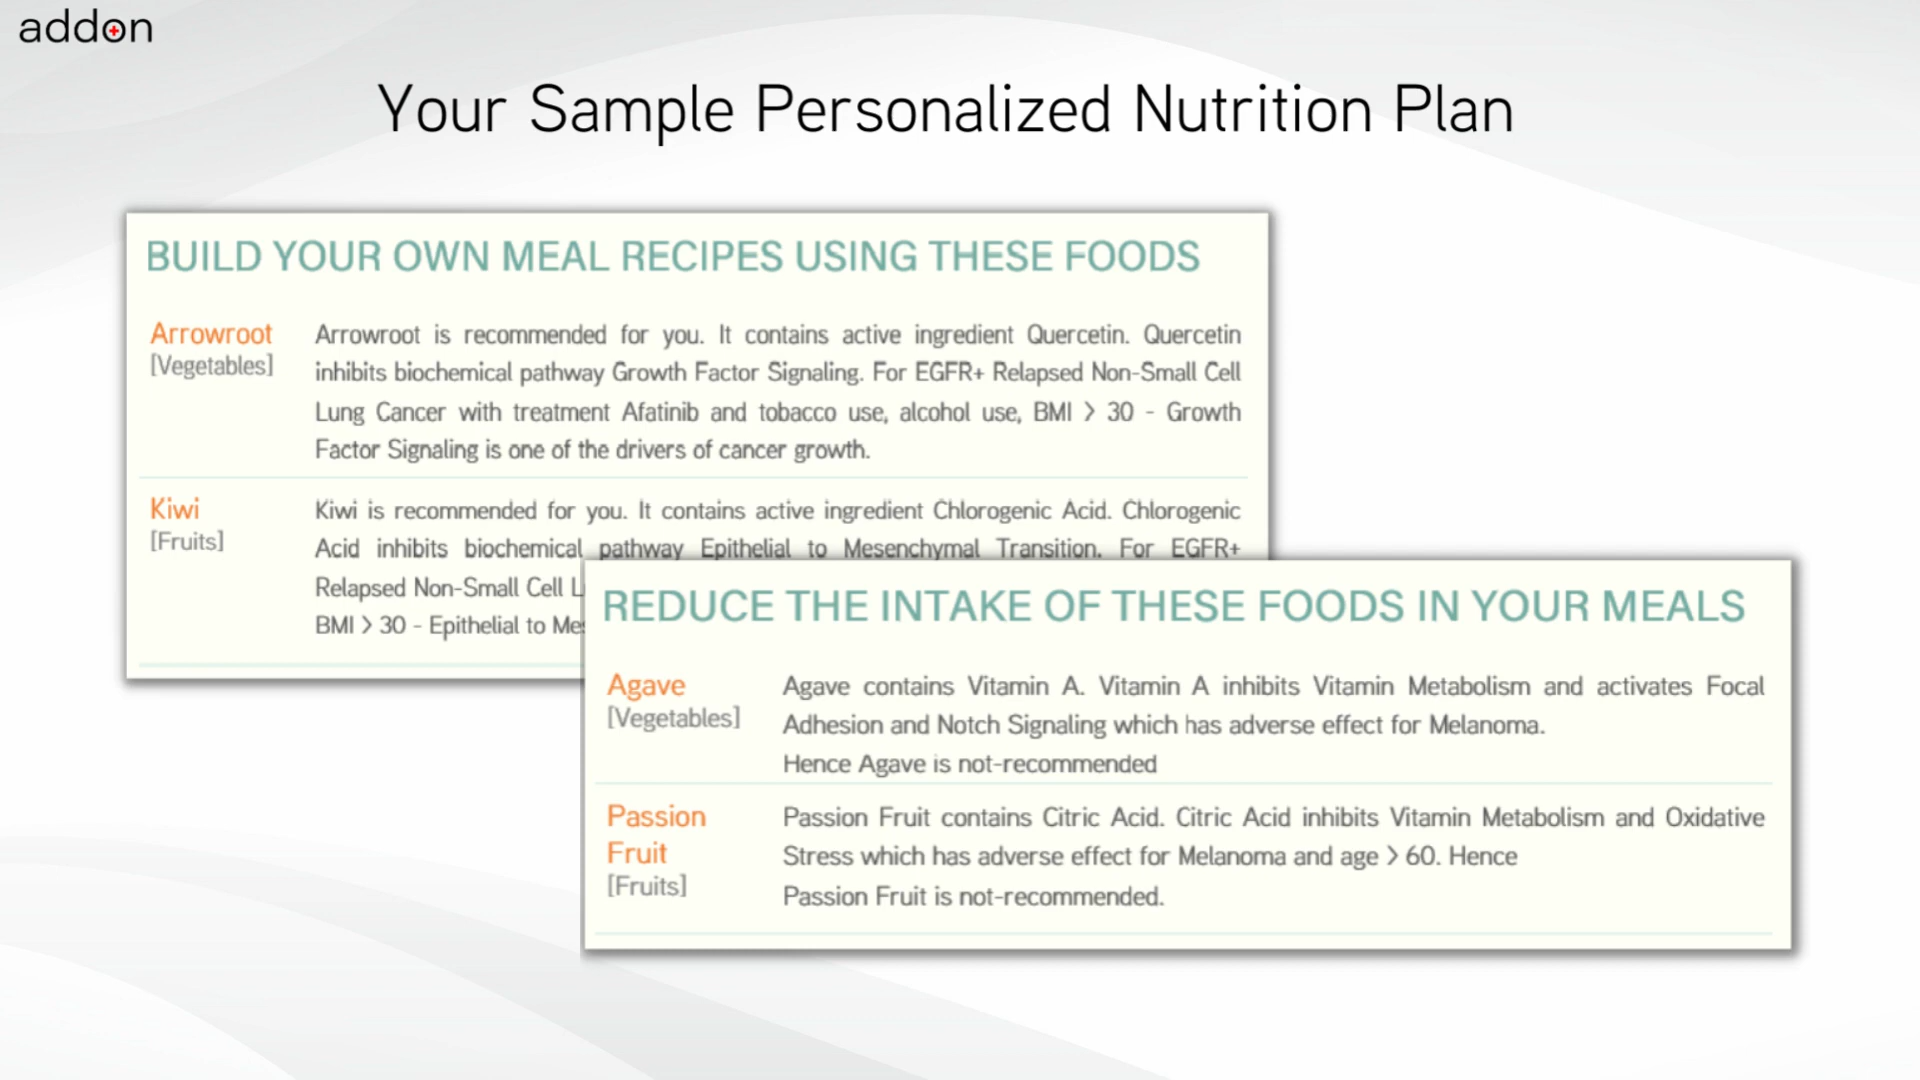 addon
Your Sample Personalized Nutrition Plan
BUILD YOUR OWN MEAL RECIPES USING THESE FOODS
Arrowroot
[Vegetables]
Arrowroot is recommended for you. It contains active ingredient Quercetin. Quercetin
inhibits biochemical pathway Growth Factor Signaling. For EGFR+ Relapsed Non-Small Cell
Lung Cancer with treatment Afatinib and tobacco use, alcohol use, BMI > 30 - Growth
Factor Signaling is one of the drivers of cancer growth.
Kiwi
[Fruits]
Kiwi is recommended for you. It contains active ingredient Chlorogenic Acid. Chlorogenic
Acid inhibits biochemical pathway Epithelial to Mesenchymal Transition. For EGFR+
Relapsed Non-Small Cell
BMI > 30 - Epithelial to
REDUCE THE INTAKE OF THESE FOODS IN YOUR MEALS
Agave
[Vegetables]
Agave contains Vitamin A. Vitamin A inhibits Vitamin Metabolism and activates Focal
Adhesion and Notch Signaling which has adverse effect for Melanoma.
Hence Agave is not-recommended
Passion
Fruit
[Fruits]
Passion Fruit contains Citric Acid. Citric Acid inhibits Vitamin Metabolism and Oxidative
Stress which has adverse effect for Melanoma and age > 60. Hence
Passion Fruit is not-recommended.